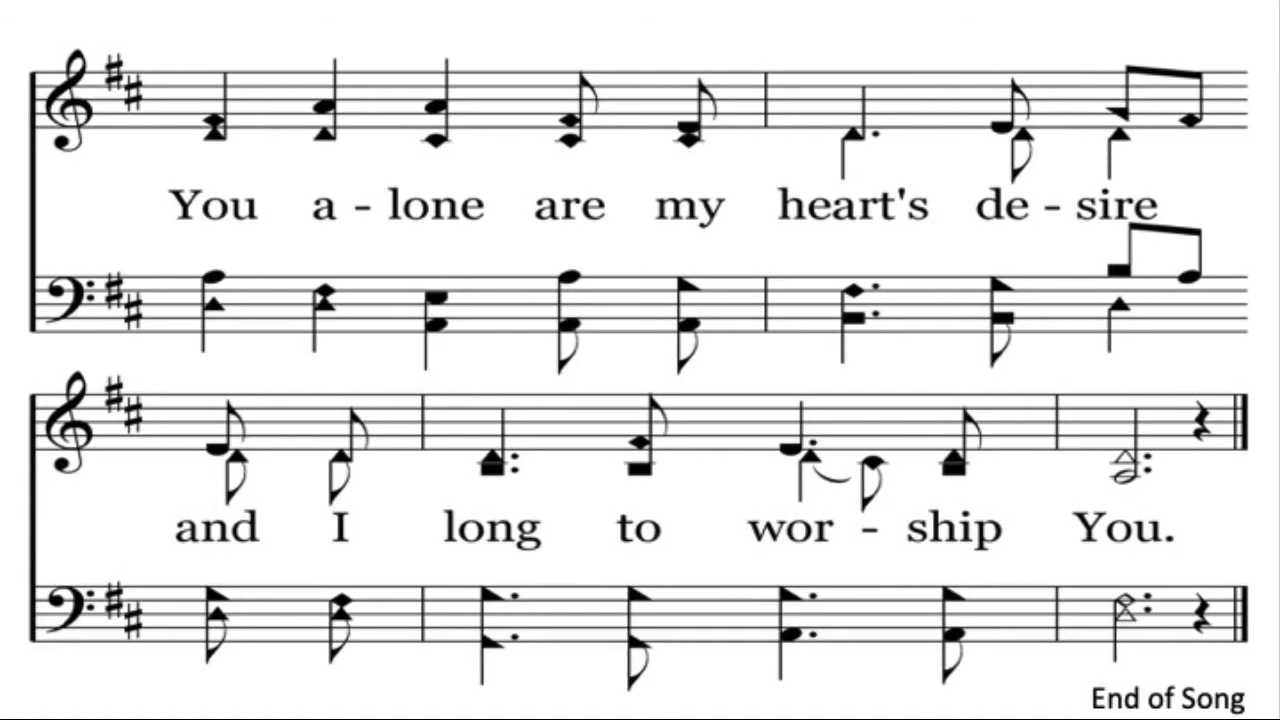 You a - lone are my heart's de - sire
and I long to wor - ship You.
End of Song